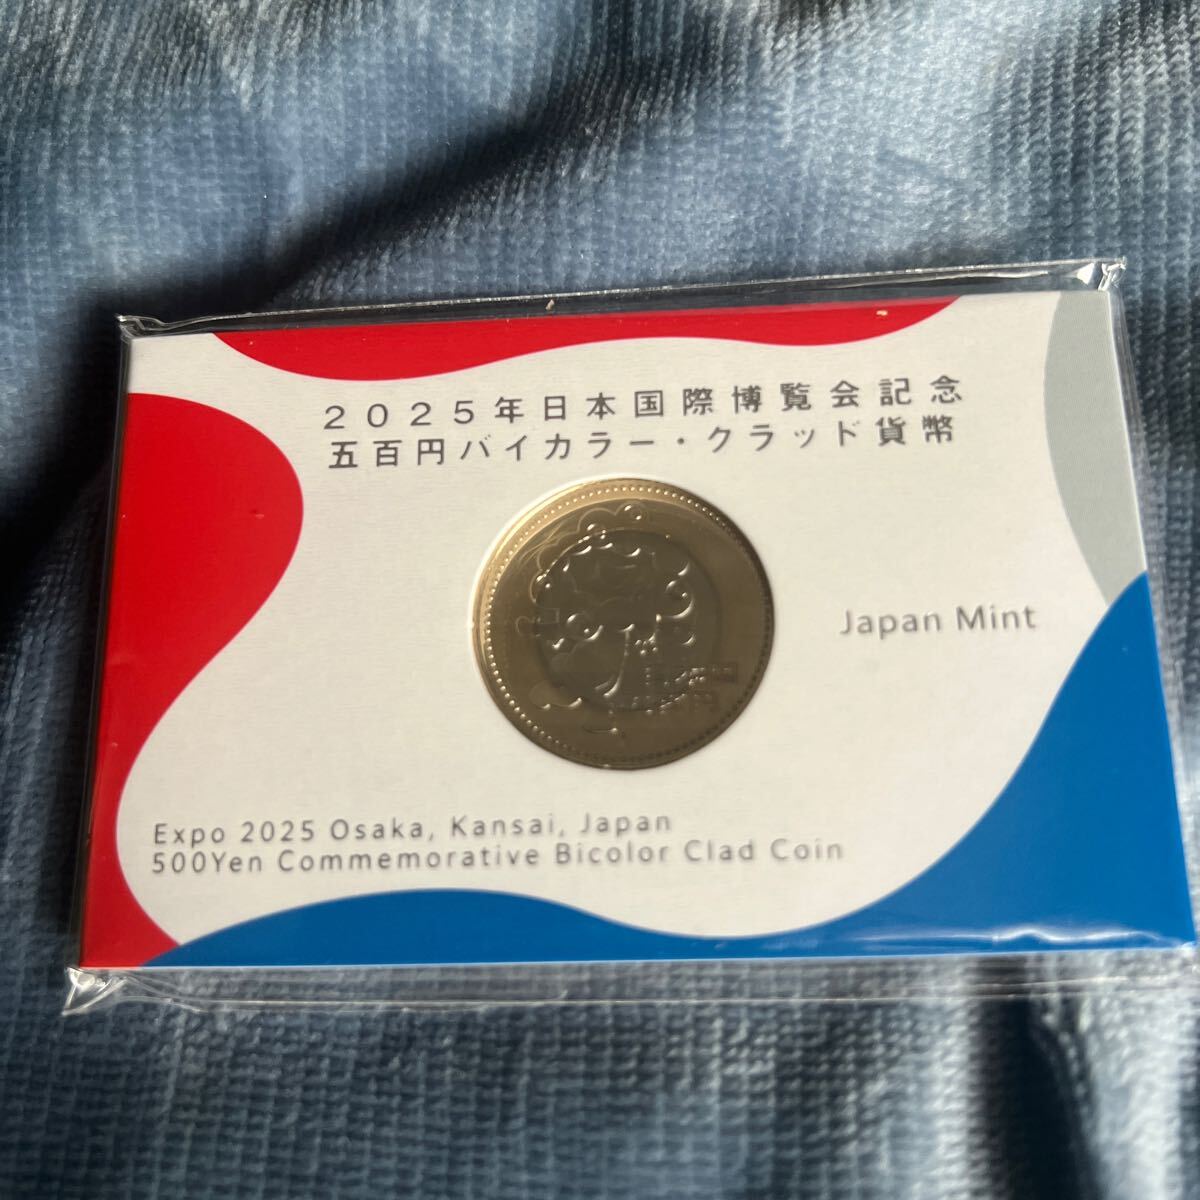 ２０２５年日本国際博覧会記念
五百円バイカラー・クラッド貨幣
Japan Mint
Expo 2025 Osaka, Kansai, Japan
500Yen Commemorative Bicolor Clad Coin